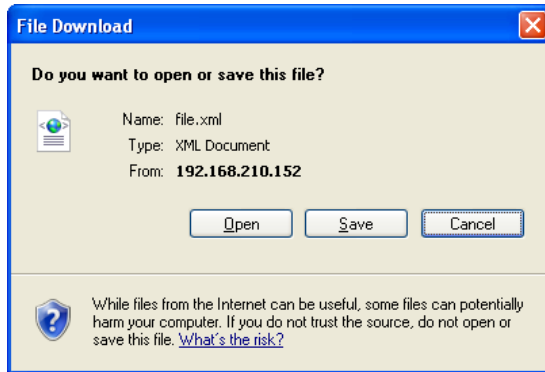 File Download
Do you want to open or save this file?
Name: file.xml
Type: XML Document
From: 192.168.210.152
Open Save Cancel
While files from the Internet can be useful, some files can potentially
harm your computer. If you do not trust the source, do not open or
save this file. What's the risk?